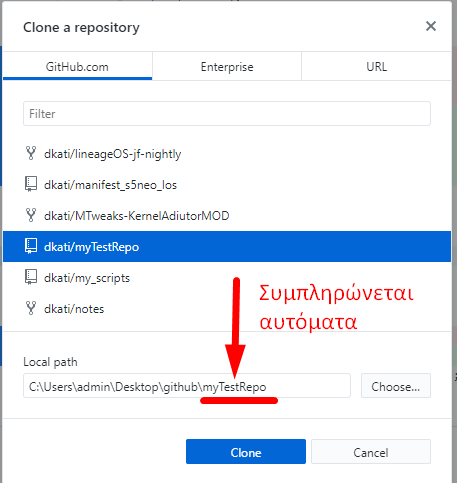 Clone a repository
GitHub.com Enterprise URL
Filter
dkati/lineageOS-jf-nightly
dkati/manifest_s5neo_los
dkati/MTweaks-KernelAdiutorMOD
dkati/myTestRepo
dkati/my_scripts
dkati/notes
Συμπληρώνεται
αυτόματα
Local path
C:\Users\admin\Desktop\github\myTestRepo Choose...
Clone Cancel